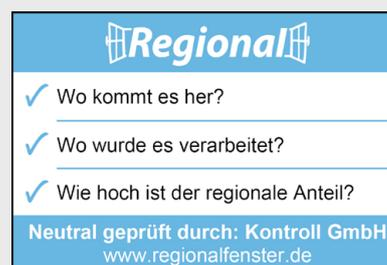 Regional
Wo kommt es her?
Wo wurde es verarbeitet?
Wie hoch ist der regionale Anteil?
Neutral geprüft durch: Kontroll GmbH
www.regionalfenster.de